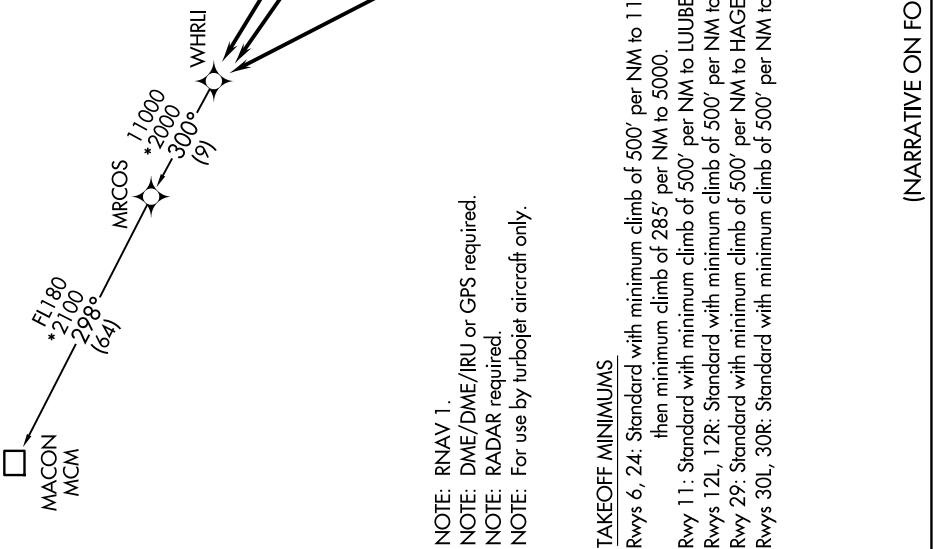 WHRLI
11000
*2000
300°
(9)
MRCOS
FL180
*2100
298°
(64)
MACON
MCM
NOTE: RNAV 1.
NOTE: DME/DME/IRU or GPS required.
NOTE: RADAR required.
NOTE: For use by turbojet aircraft only.
TAKEOFF MINIMUMS
Rwys 6, 24: Standard with minimum climb of 500' per NM to 11
then minimum climb of 285' per NM to 5000.
Rwy 11: Standard with minimum climb of 500' per NM to LUUBE
Rwys 12L, 12R: Standard with minimum climb of 500' per NM to
Rwy 29: Standard with minimum climb of 500' per NM to HAGE
Rwys 30L, 30R: Standard with minimum climb of 500' per NM to
(NARRATIVE ON FO